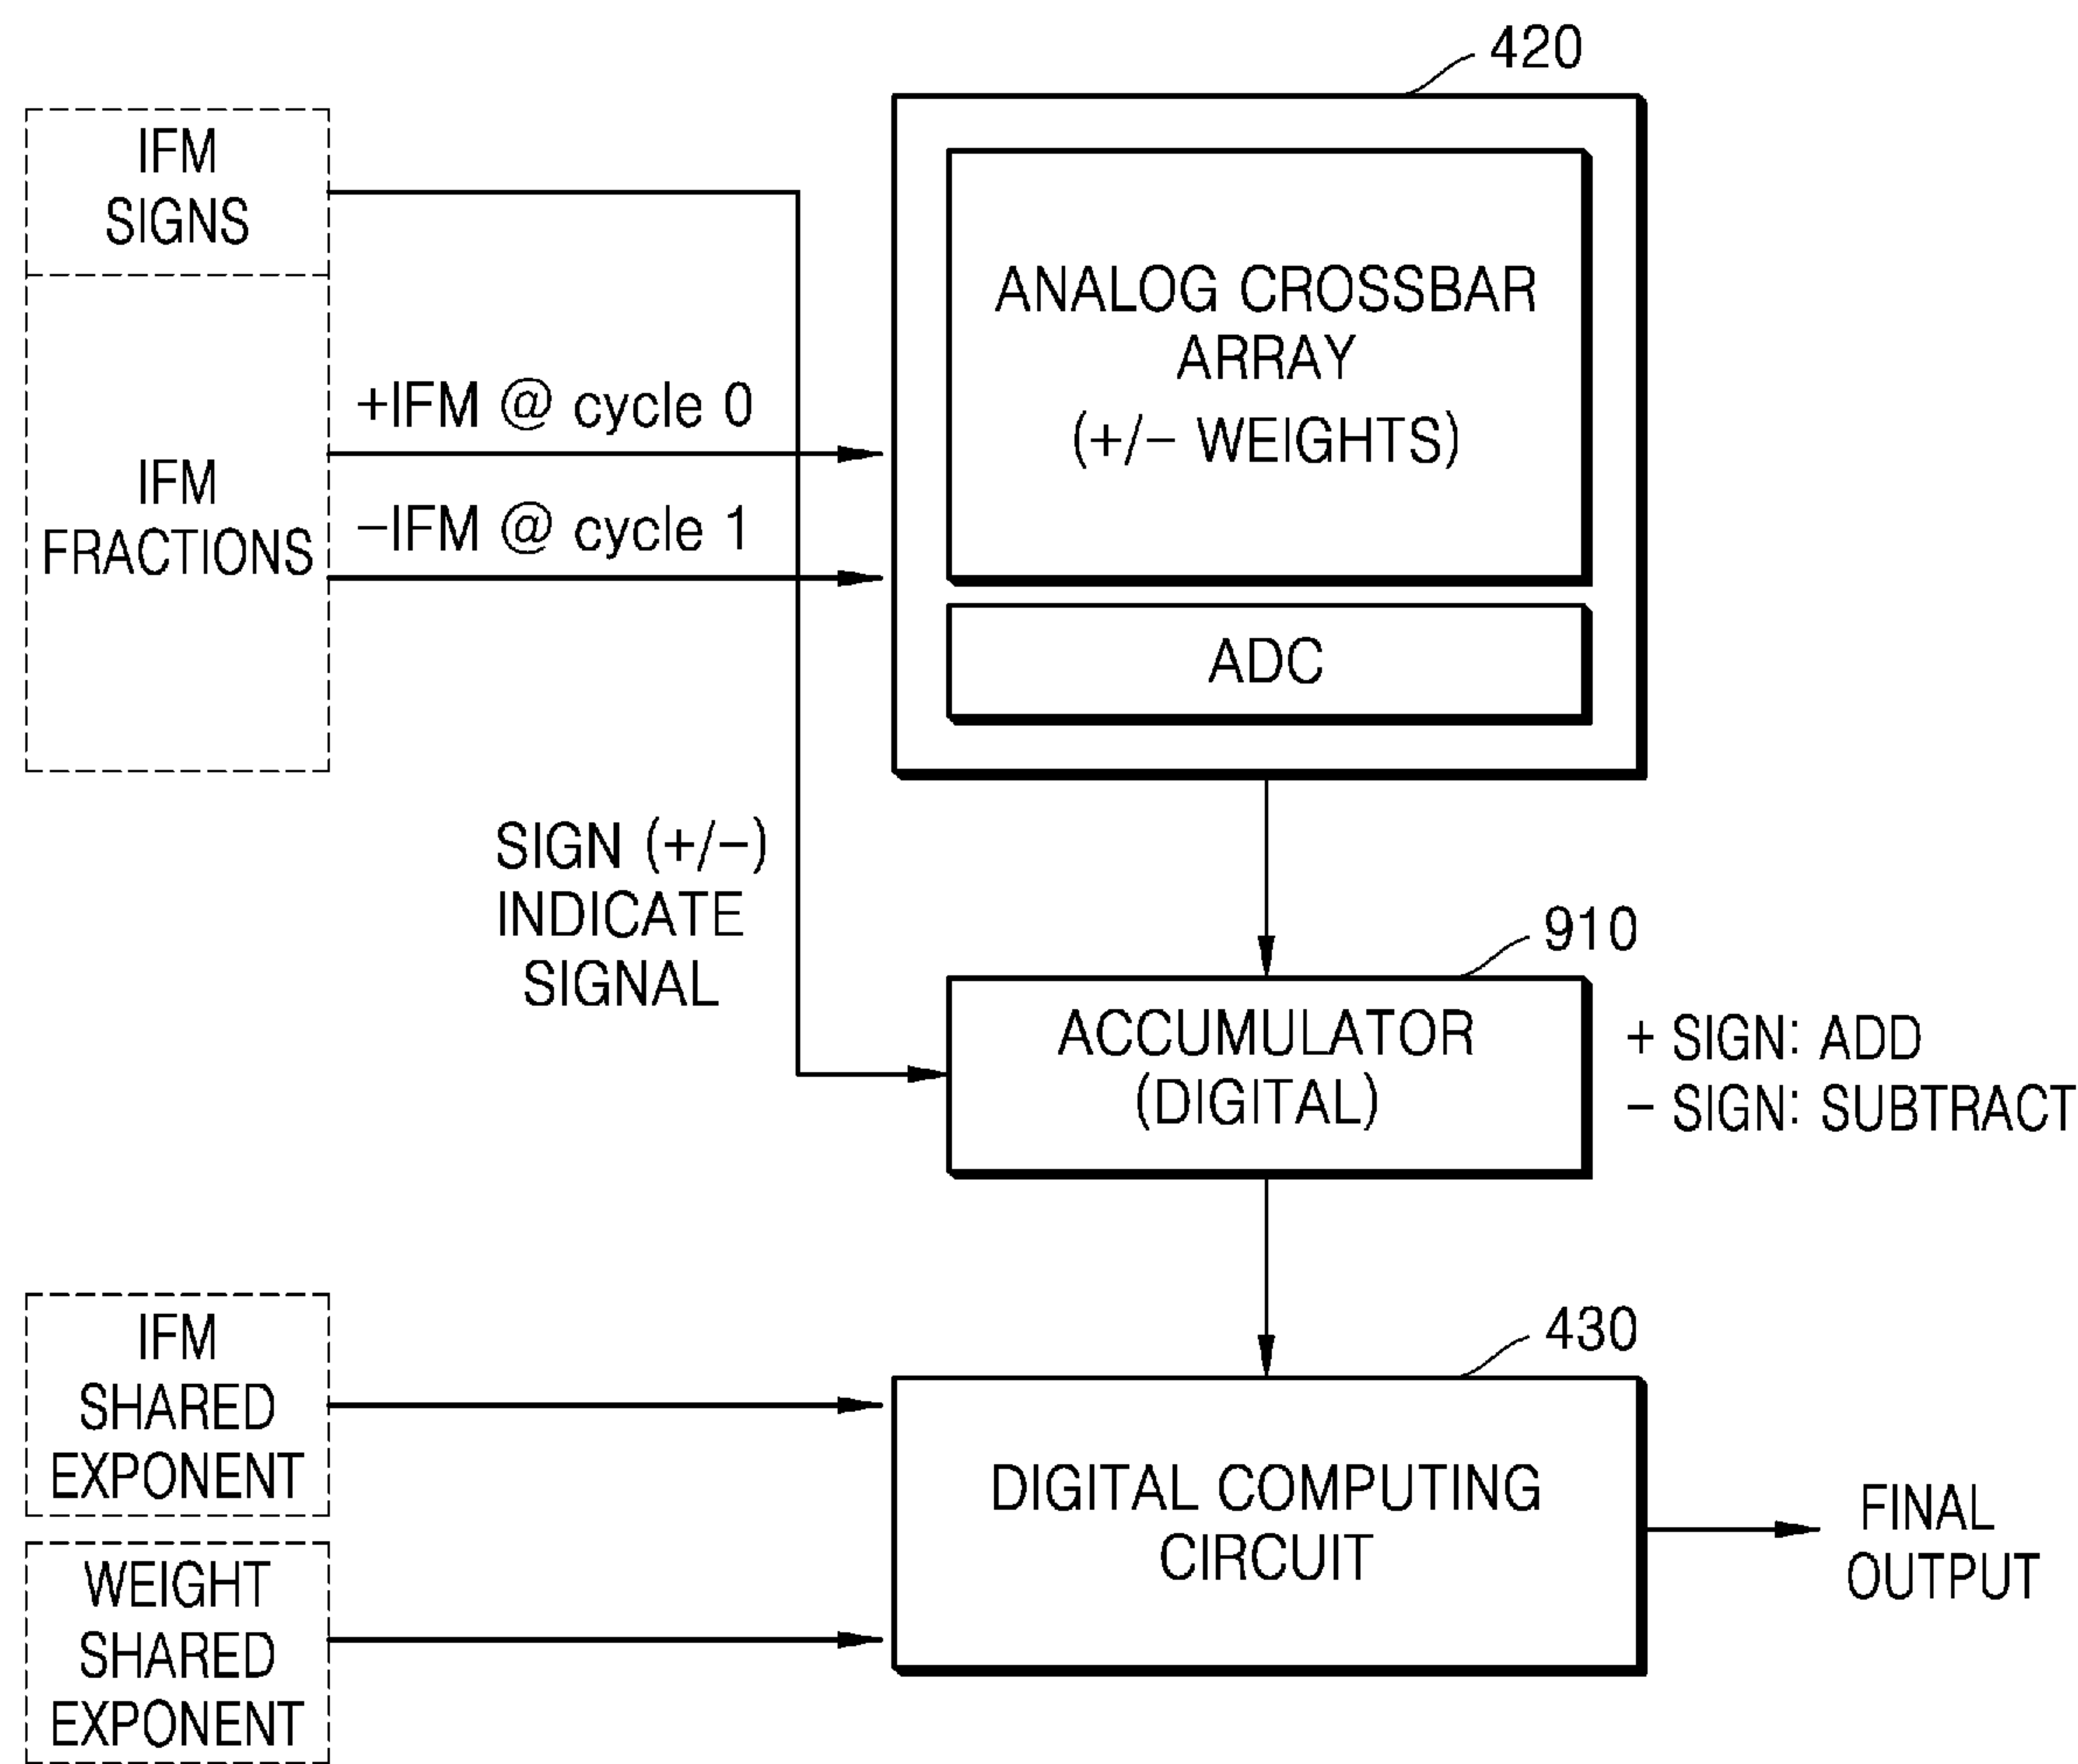 420
IFM
SIGNS
ANALOG CROSSBAR
ARRAY
(+/− WEIGHTS)
+IFM @ cycle 0
IFM
FRACTIONS
−IFM @ cycle 1
ADC
SIGN (+/−)
INDICATE
SIGNAL
910
ACCUMULATOR
(DIGITAL)
+ SIGN: ADD
− SIGN: SUBTRACT
IFM
SHARED
EXPONENT
430
DIGITAL COMPUTING
CIRCUIT
FINAL
OUTPUT
WEIGHT
SHARED
EXPONENT